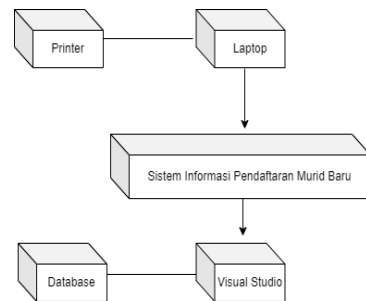 Printer
Laptop
Sistem Informasi Pendaftaran Murid Baru
Database
Visual Studio